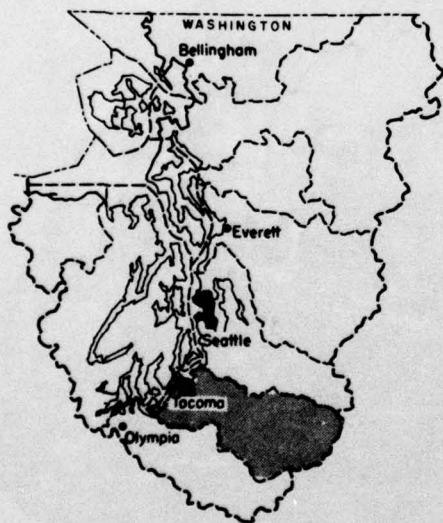 WASHINGTON
Bellingham
Everett
Seattle
Tacoma
Olympia